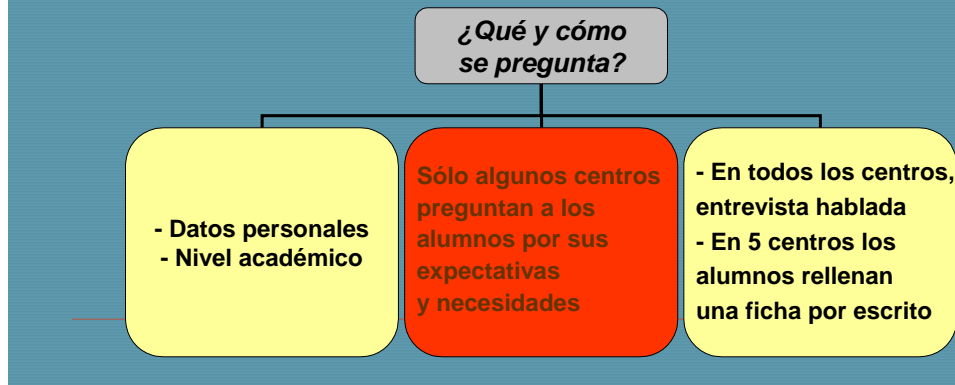 ¿Qué y cómo
se pregunta?
- Datos personales
- Nivel académico
Sólo algunos centros
preguntan a los
alumnos por sus
expectativas
y necesidades
- En todos los centros,
entrevista hablada
- En 5 centros los
alumnos rellenan
una ficha por escrito